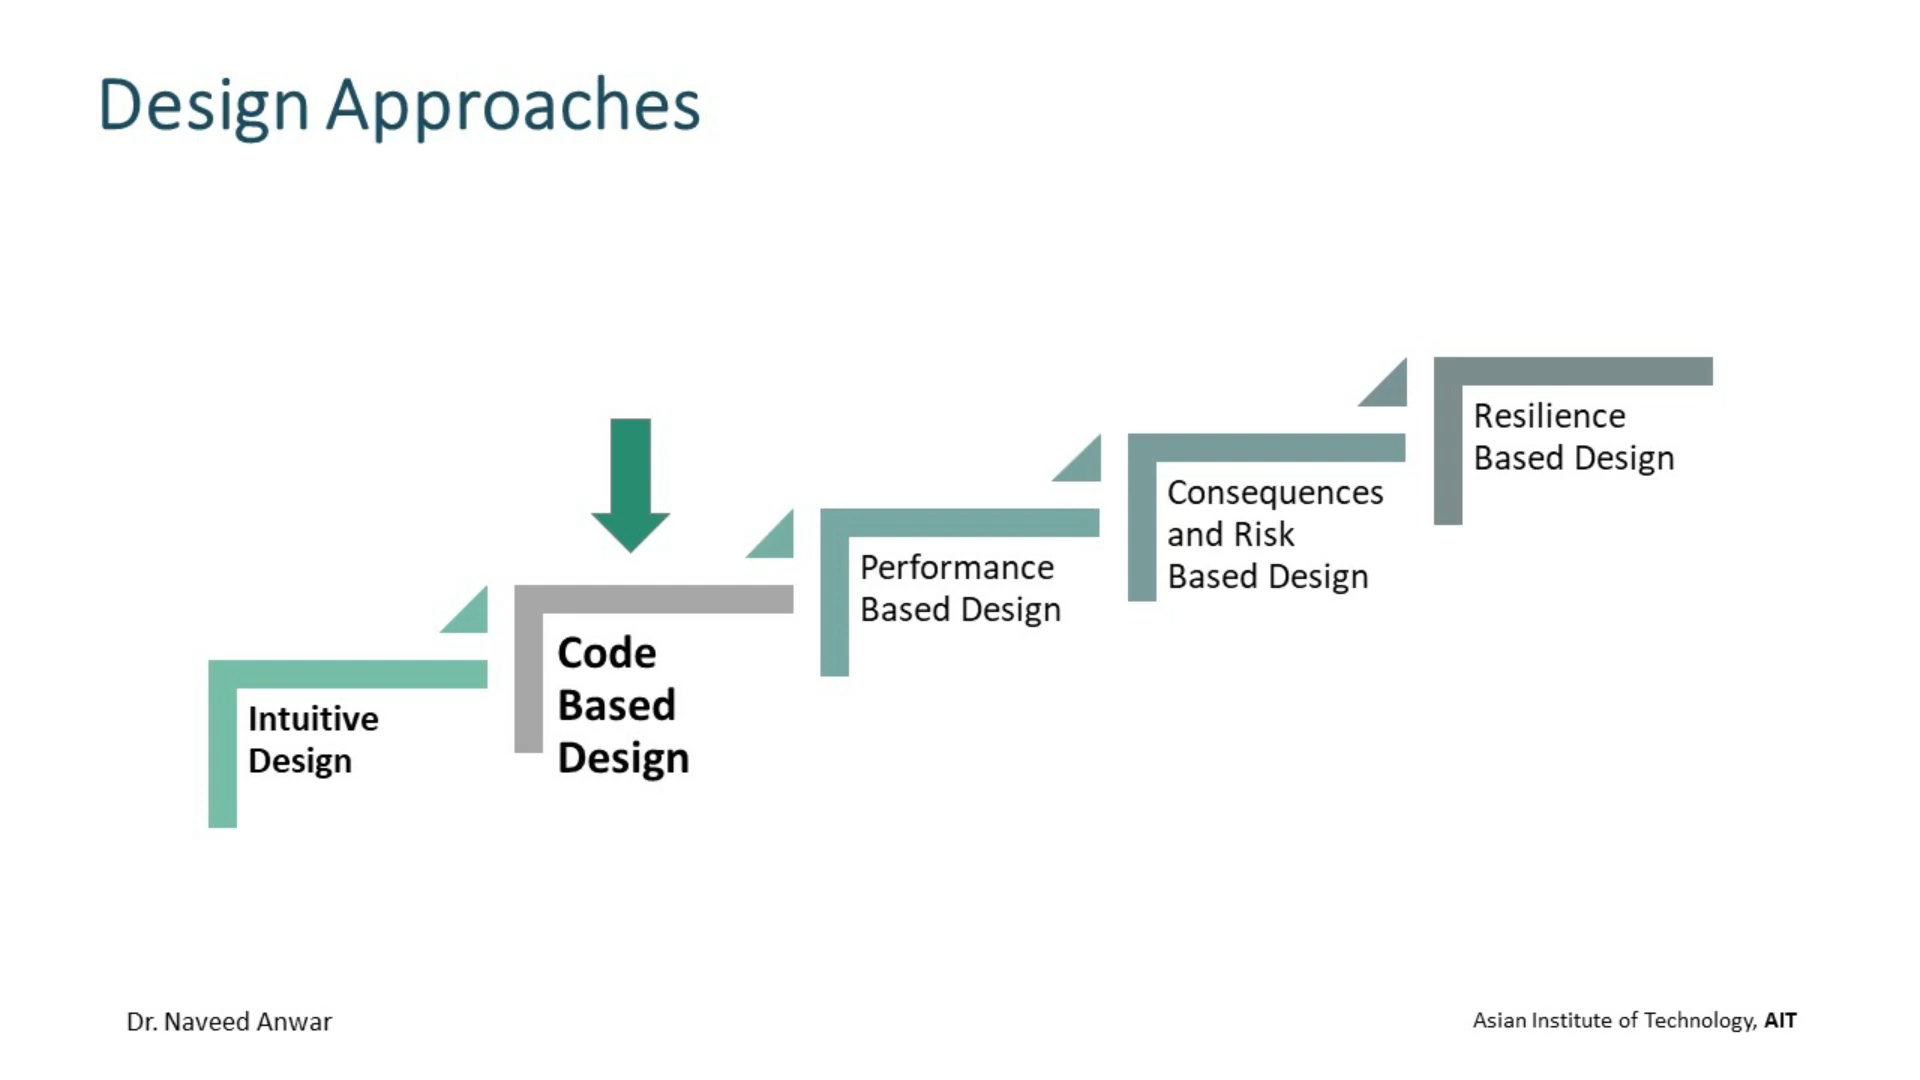 Design Approaches
Intuitive
Design
Code
Based
Design
Performance
Based Design
Consequences
and Risk
Based Design
Resilience
Based Design
Dr. Naveed Anwar
Asian Institute of Technology, AIT